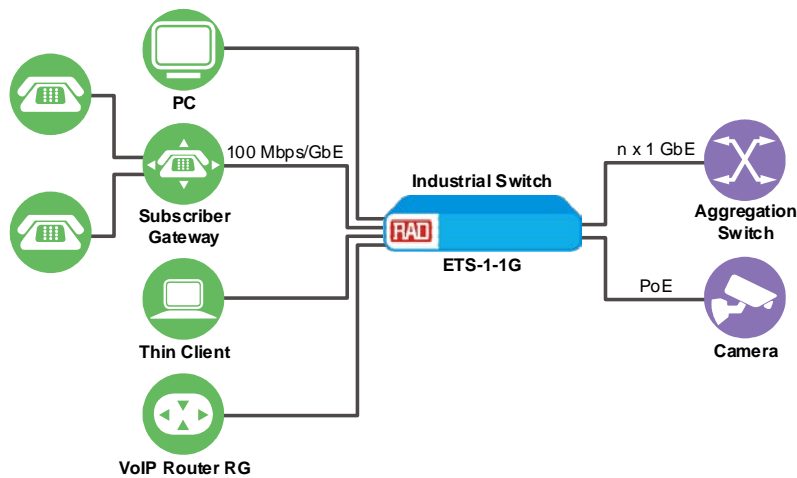 PC
100 Mbps/GbE
Subscriber
Gateway
Thin Client
VoIP Router RG
Industrial Switch
RAD
ETS-1-1G
n x 1 GbE
Aggregation
Switch
PoE
Camera